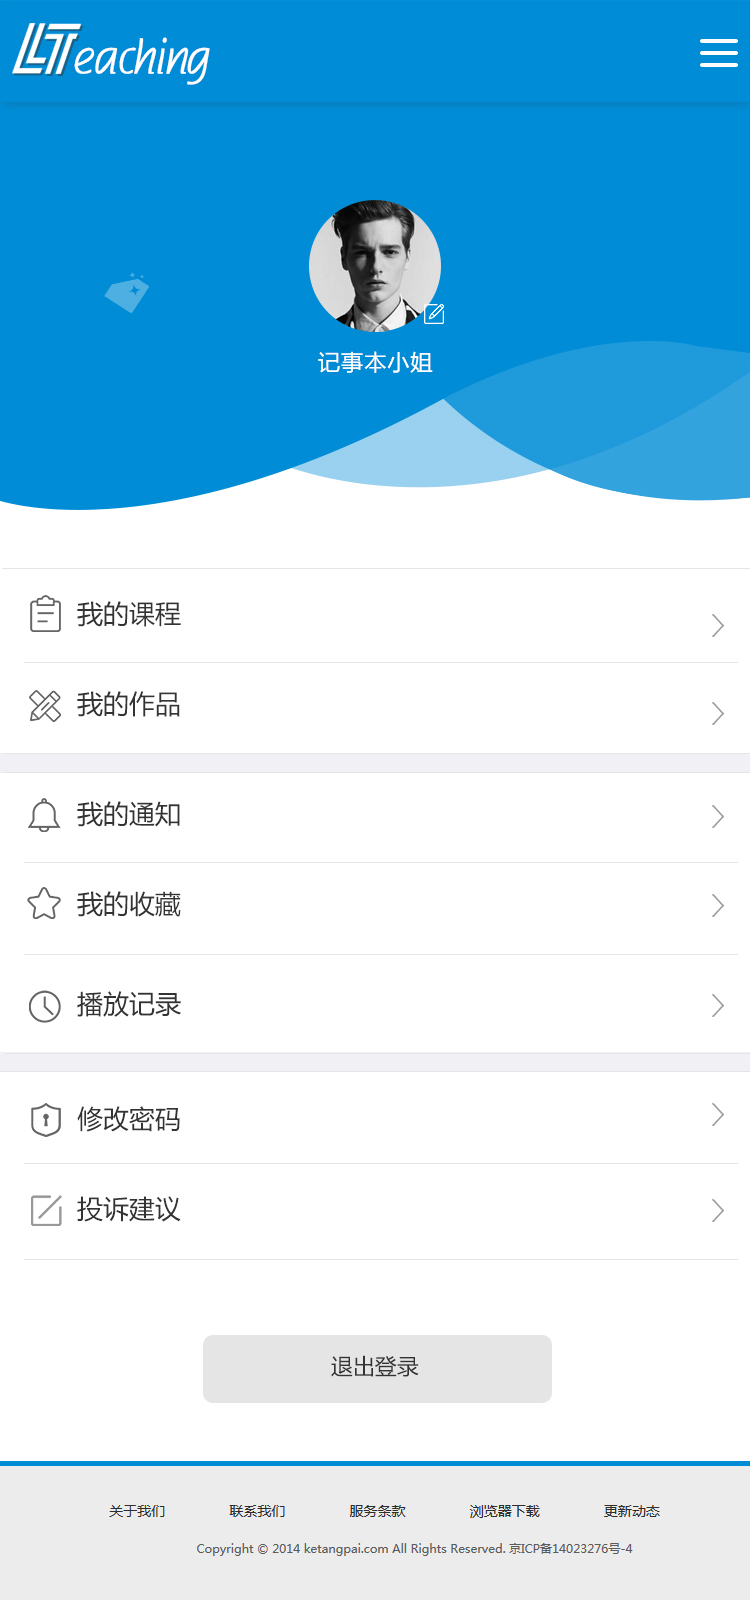 LLTeaching
记事本小姐
我的课程
我的作品
我的通知
我的收藏
播放记录
修改密码
投诉建议
退出登录
关于我们 联系我们 服务条款 浏览器下载 更新动态
Copyright © 2014 ketangpai.com All Rights Reserved. 京ICP备14023276号-4